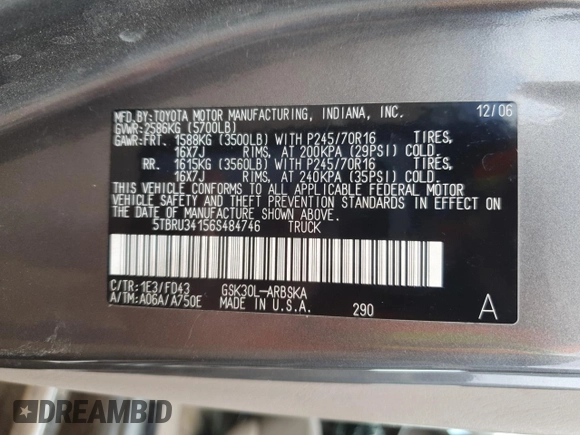 MFD.BY:TOYOTA MOTOR MANUFACTURING, INDIANA, INC. 12/06
GVWR:2586KG (5700LB)
GAWR:FRT. 1588KG (3500LB) WITH P245/70R16 TIRES,
16X7J RIMS, AT 200KPA (29PSI) COLD.
RR. 1615KG (3560LB) WITH P245/70R16 TIRES,
16X7J RIMS, AT 240KPA (35PSI) COLD.
THIS VEHICLE CONFORMS TO ALL APPLICABLE FEDERAL MOTOR
VEHICLE SAFETY AND THEFT PREVENTION STANDARDS IN EFFECT
ON THE DATE OF MANUFACTURE SHOWN ABOVE.
5TBRU34156S484746 TRUCK
C/TR:1E3/FD43 GSK30L-ARBSKA
A/TM:A06A/A750E MADE IN U.S.A. 290 A
DREAMBID